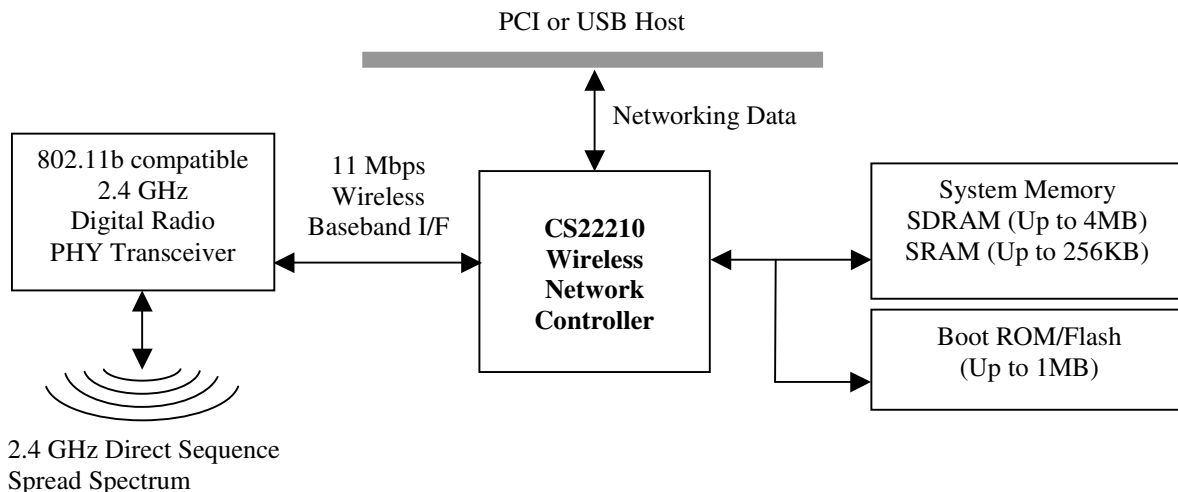 PCI or USB Host
Networking Data
802.11b compatible
2.4 GHz
Digital Radio
PHY Transceiver
11 Mbps
Wireless
Baseband I/F
CS22210
Wireless
Network
Controller
System Memory
SDRAM (Up to 4MB)
SRAM (Up to 256KB)
Boot ROM/Flash
(Up to 1MB)
2.4 GHz Direct Sequence
Spread Spectrum